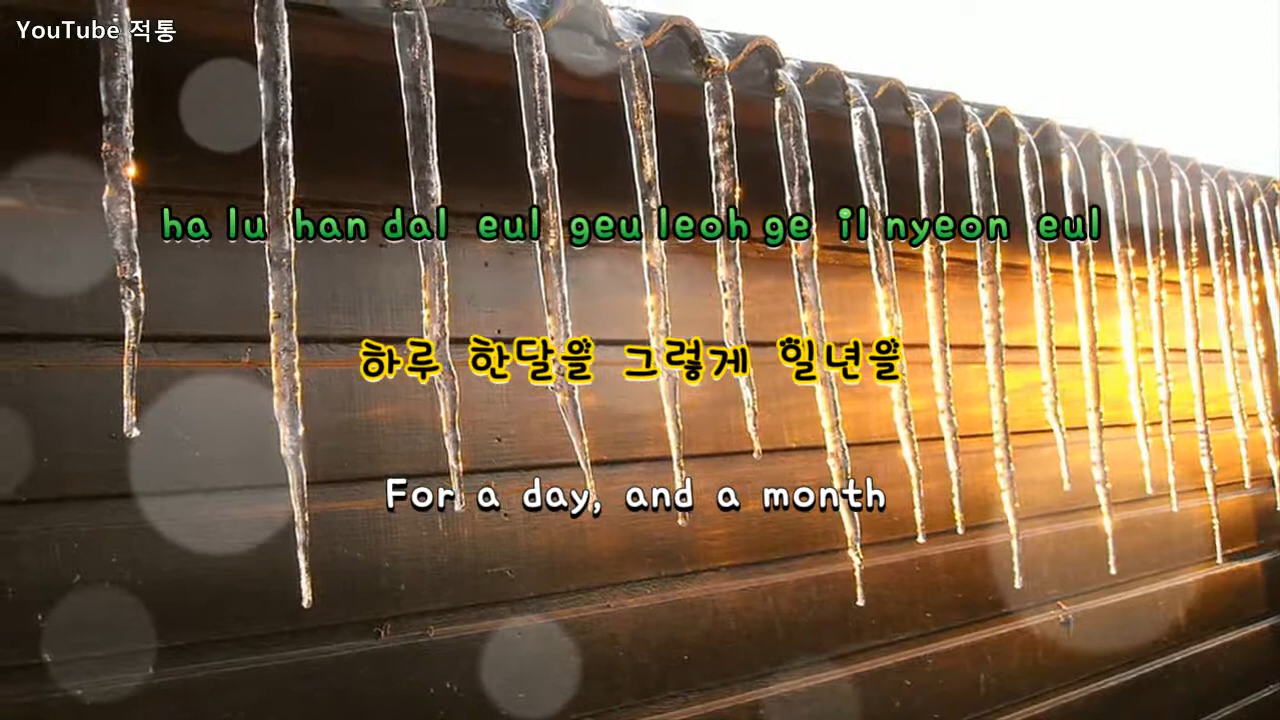 YouTube 적통
ha lu han dal eul geu leoh ge il nyeon eul
하루 한달을 그렇게 일년을
For a day, and a month